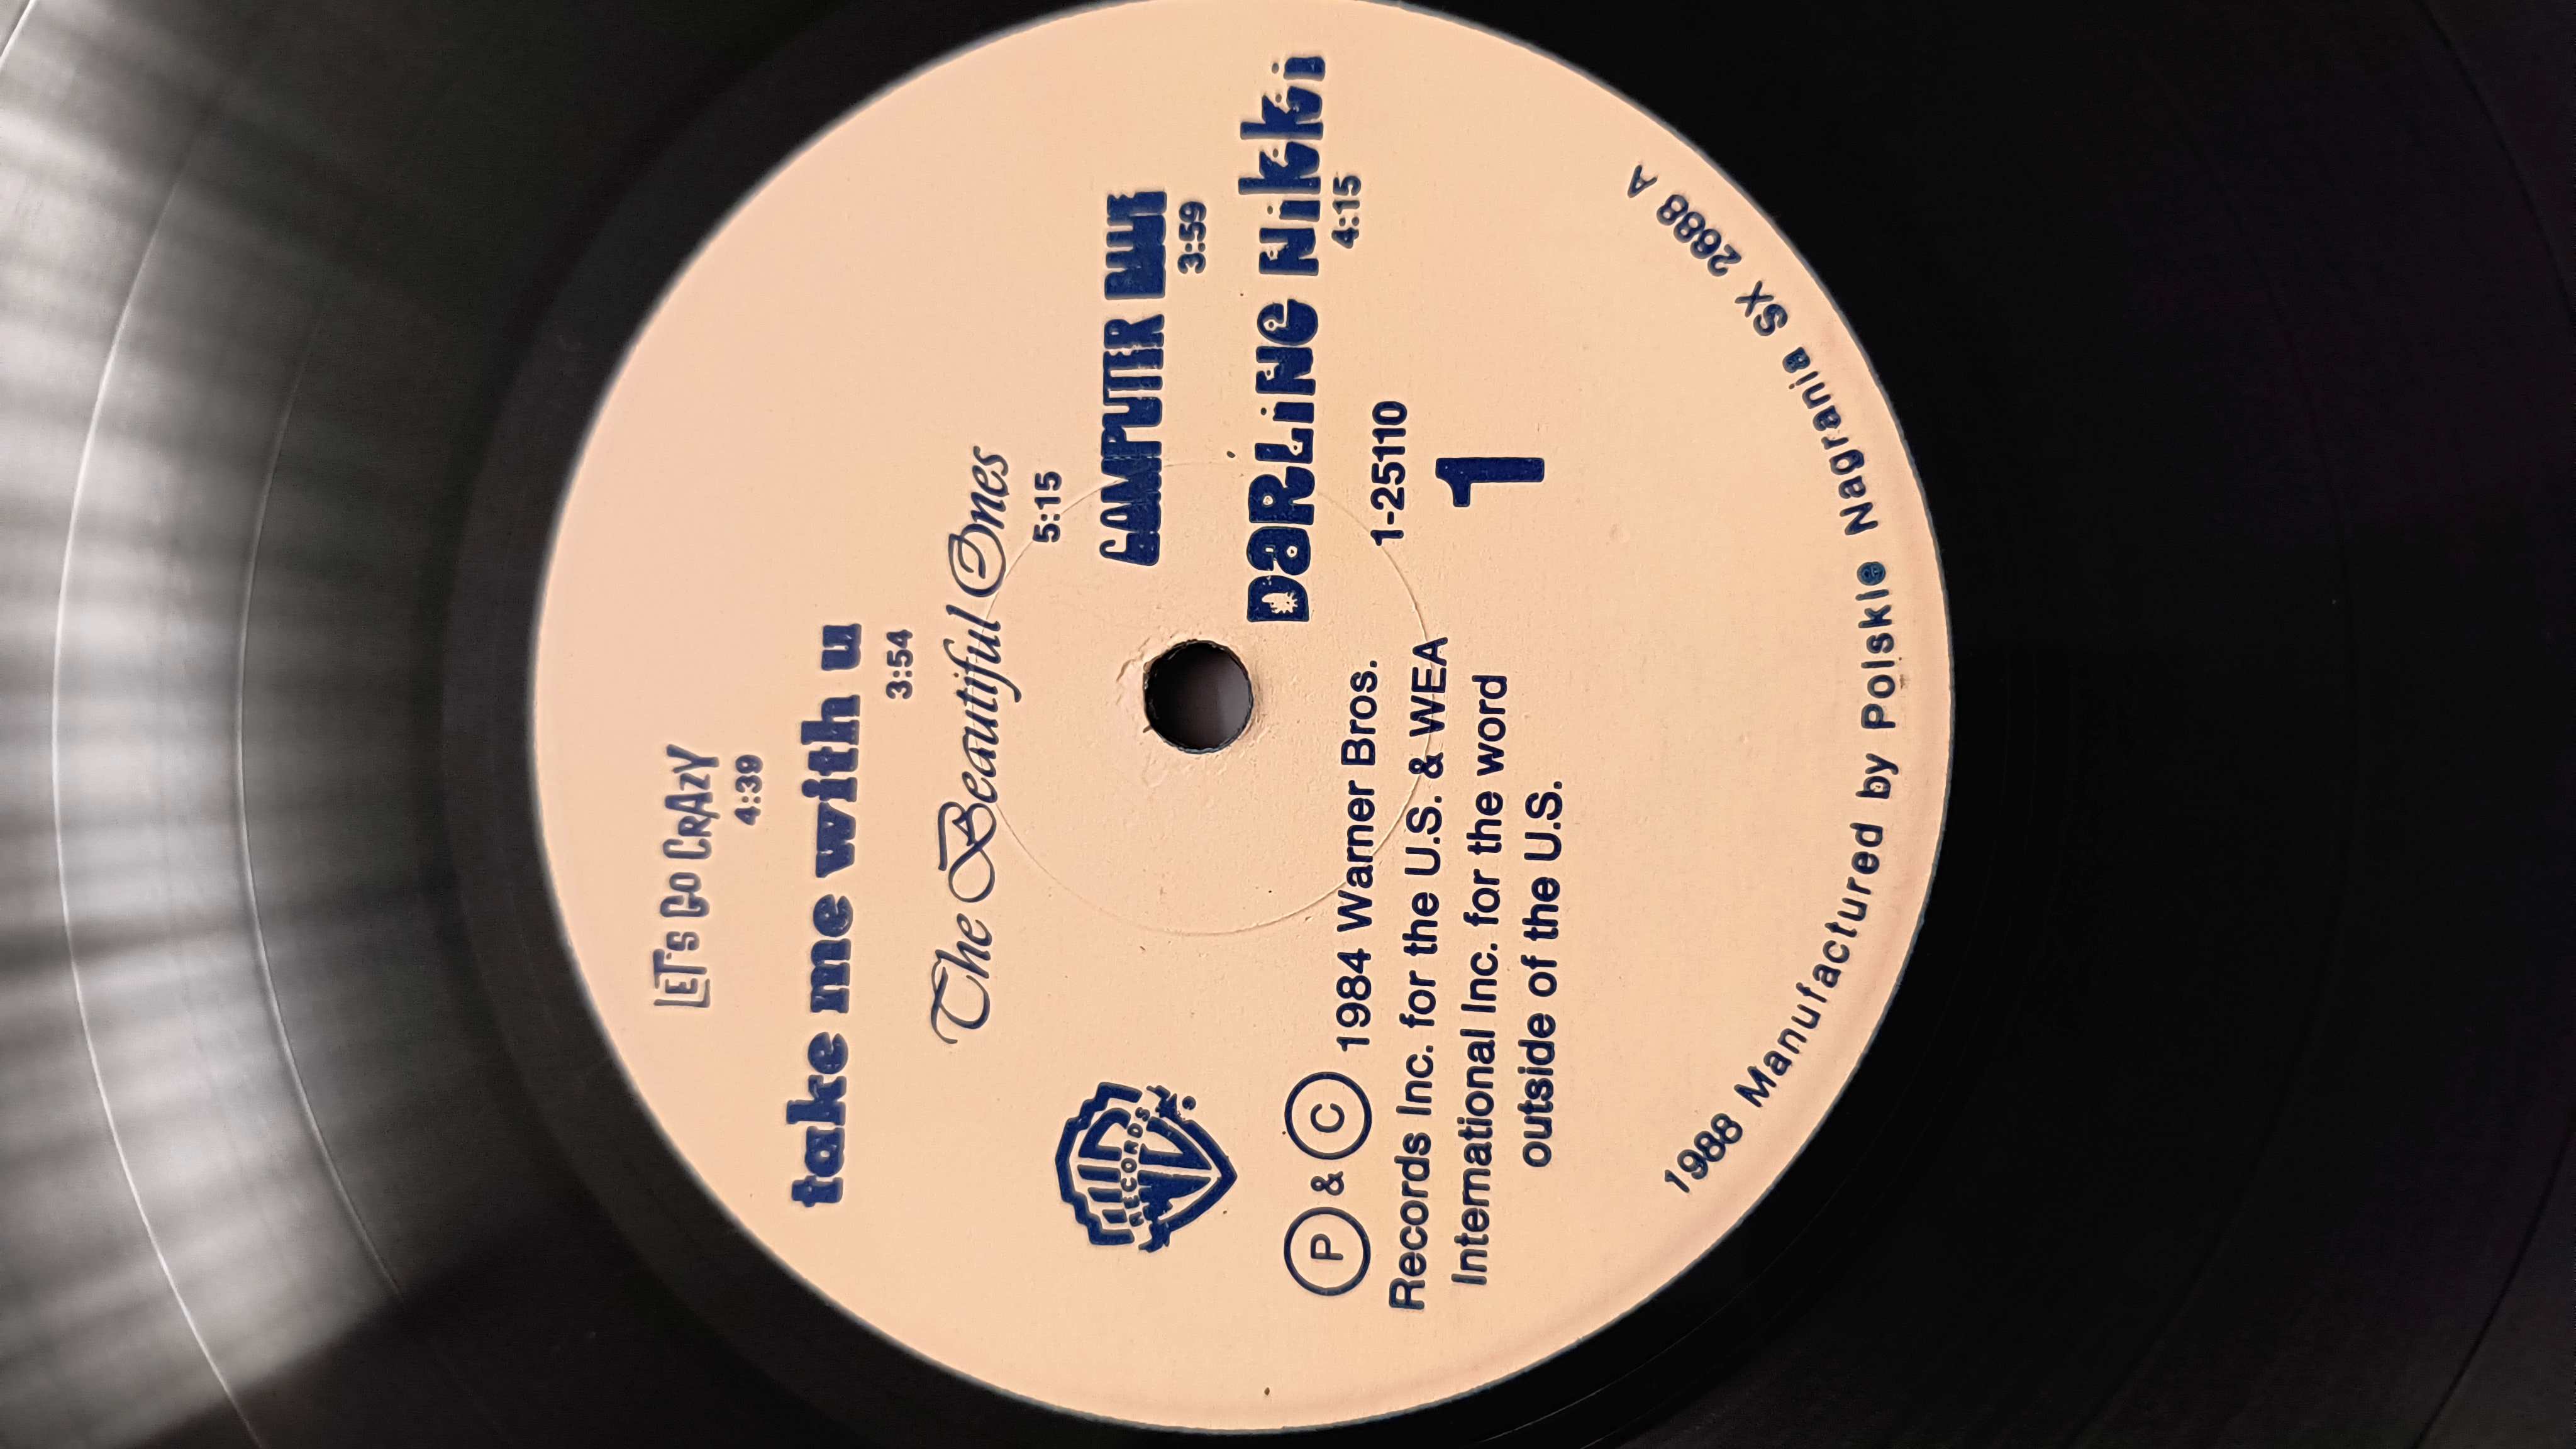 LET'S GO CRAZY
4:39
take me with u
3:54
The Beautiful Ones
5:15
COMPUTER BLUE
3:59
DARLING Nikki
4:15
1-25110
1
RECORDS
Ⓟ & Ⓒ 1984 Warner Bros.
Records Inc. for the U.S. & WEA
International Inc. for the word
outside of the U.S.
1988 Manufactured by Polskie Nagrania SX 2688 A